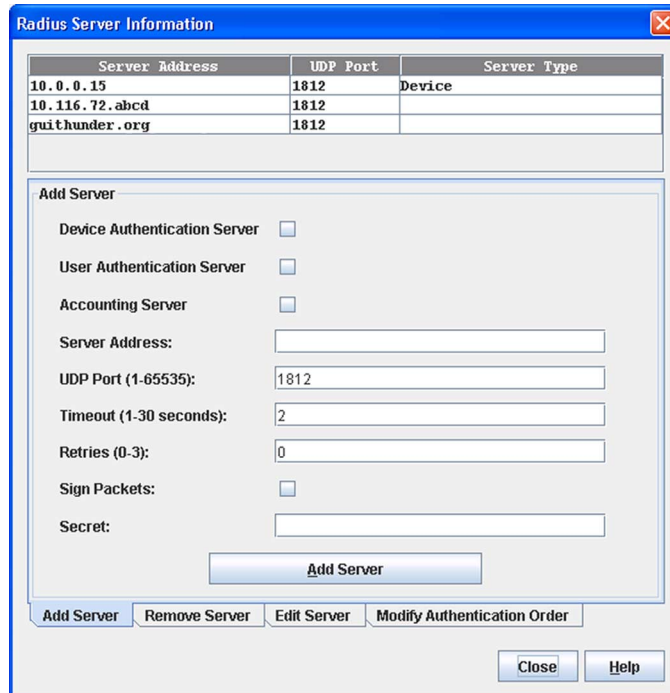 Radius Server Information
Server Address UDP Port Server Type
10.0.0.15 1812 Device
10.116.72.abcd 1812
guithunder.org 1812
Add Server
Device Authentication Server
User Authentication Server
Accounting Server
Server Address:
UDP Port (1-65535): 1812
Timeout (1-30 seconds): 2
Retries (0-3): 0
Sign Packets:
Secret:
Add Server
Add Server Remove Server Edit Server Modify Authentication Order
Close Help